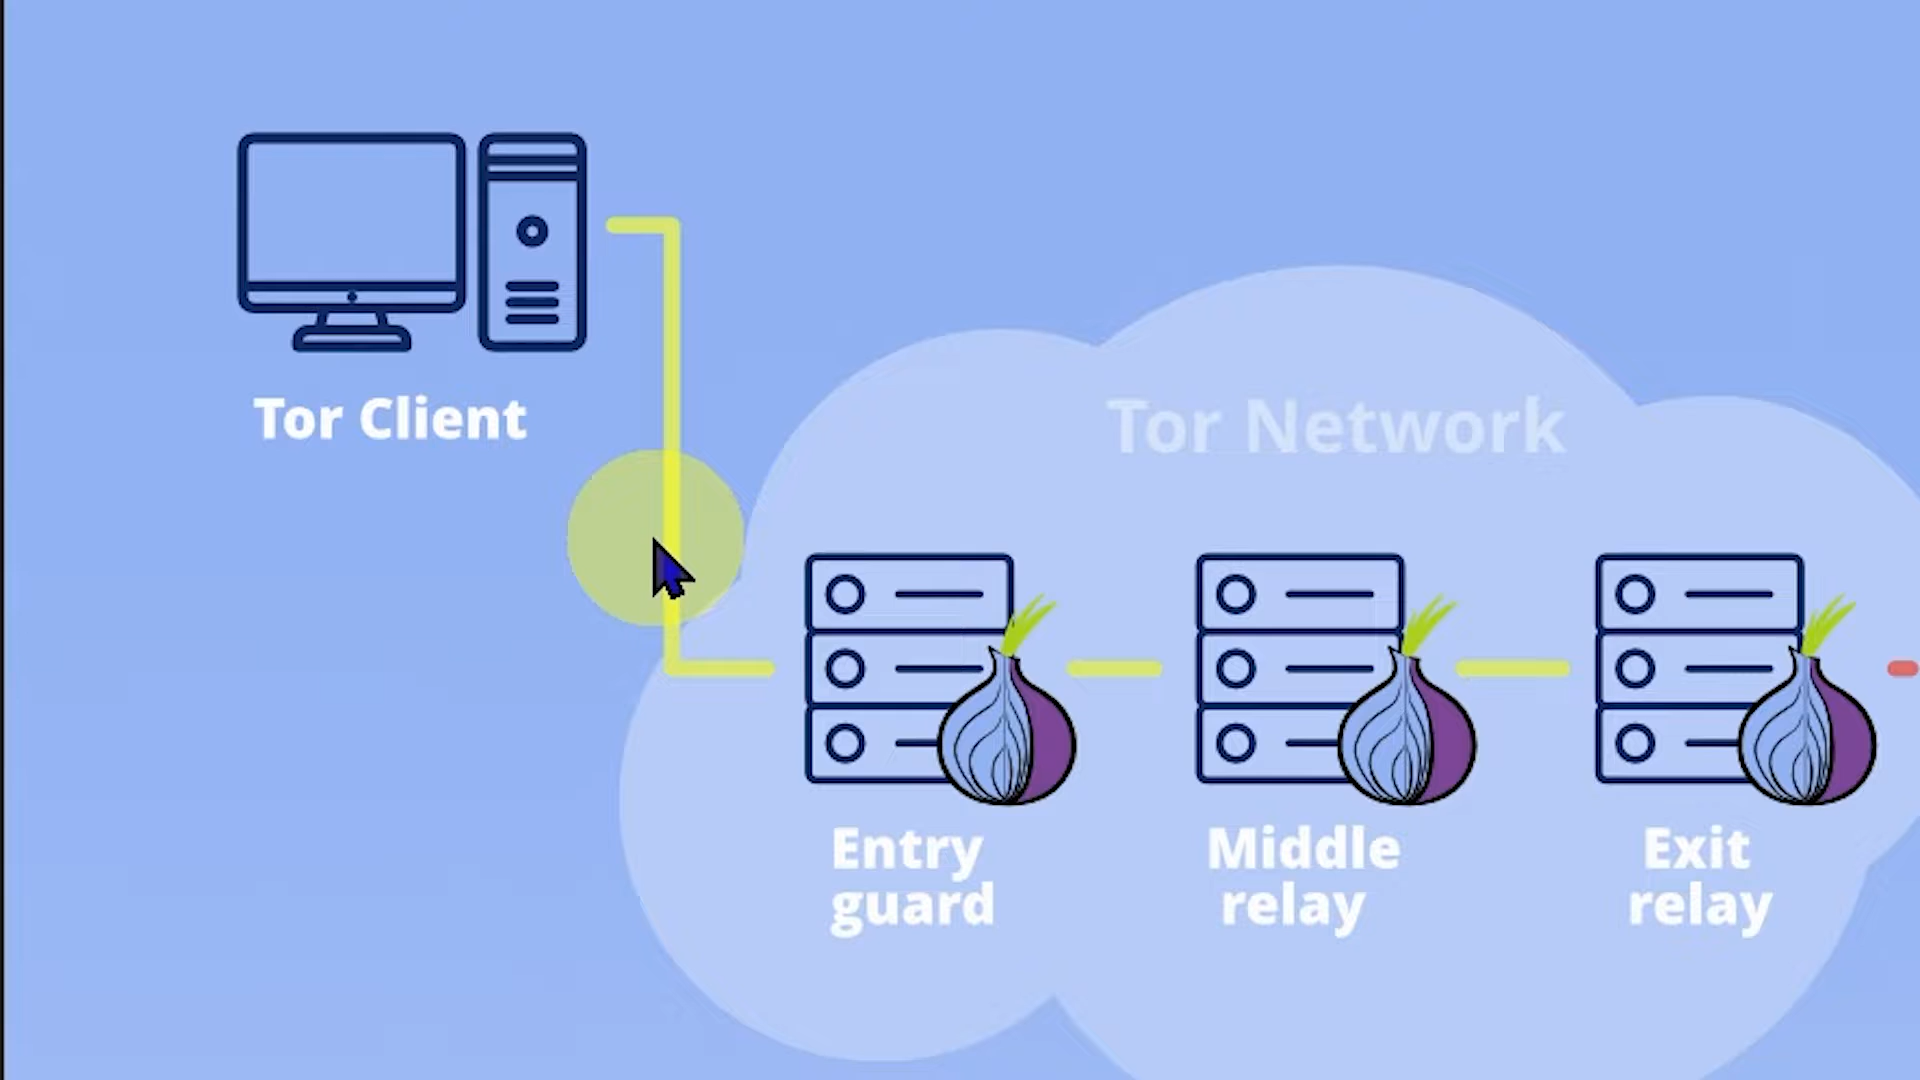 Tor Client
Tor Network
Entry
guard
Middle
relay
Exit
relay